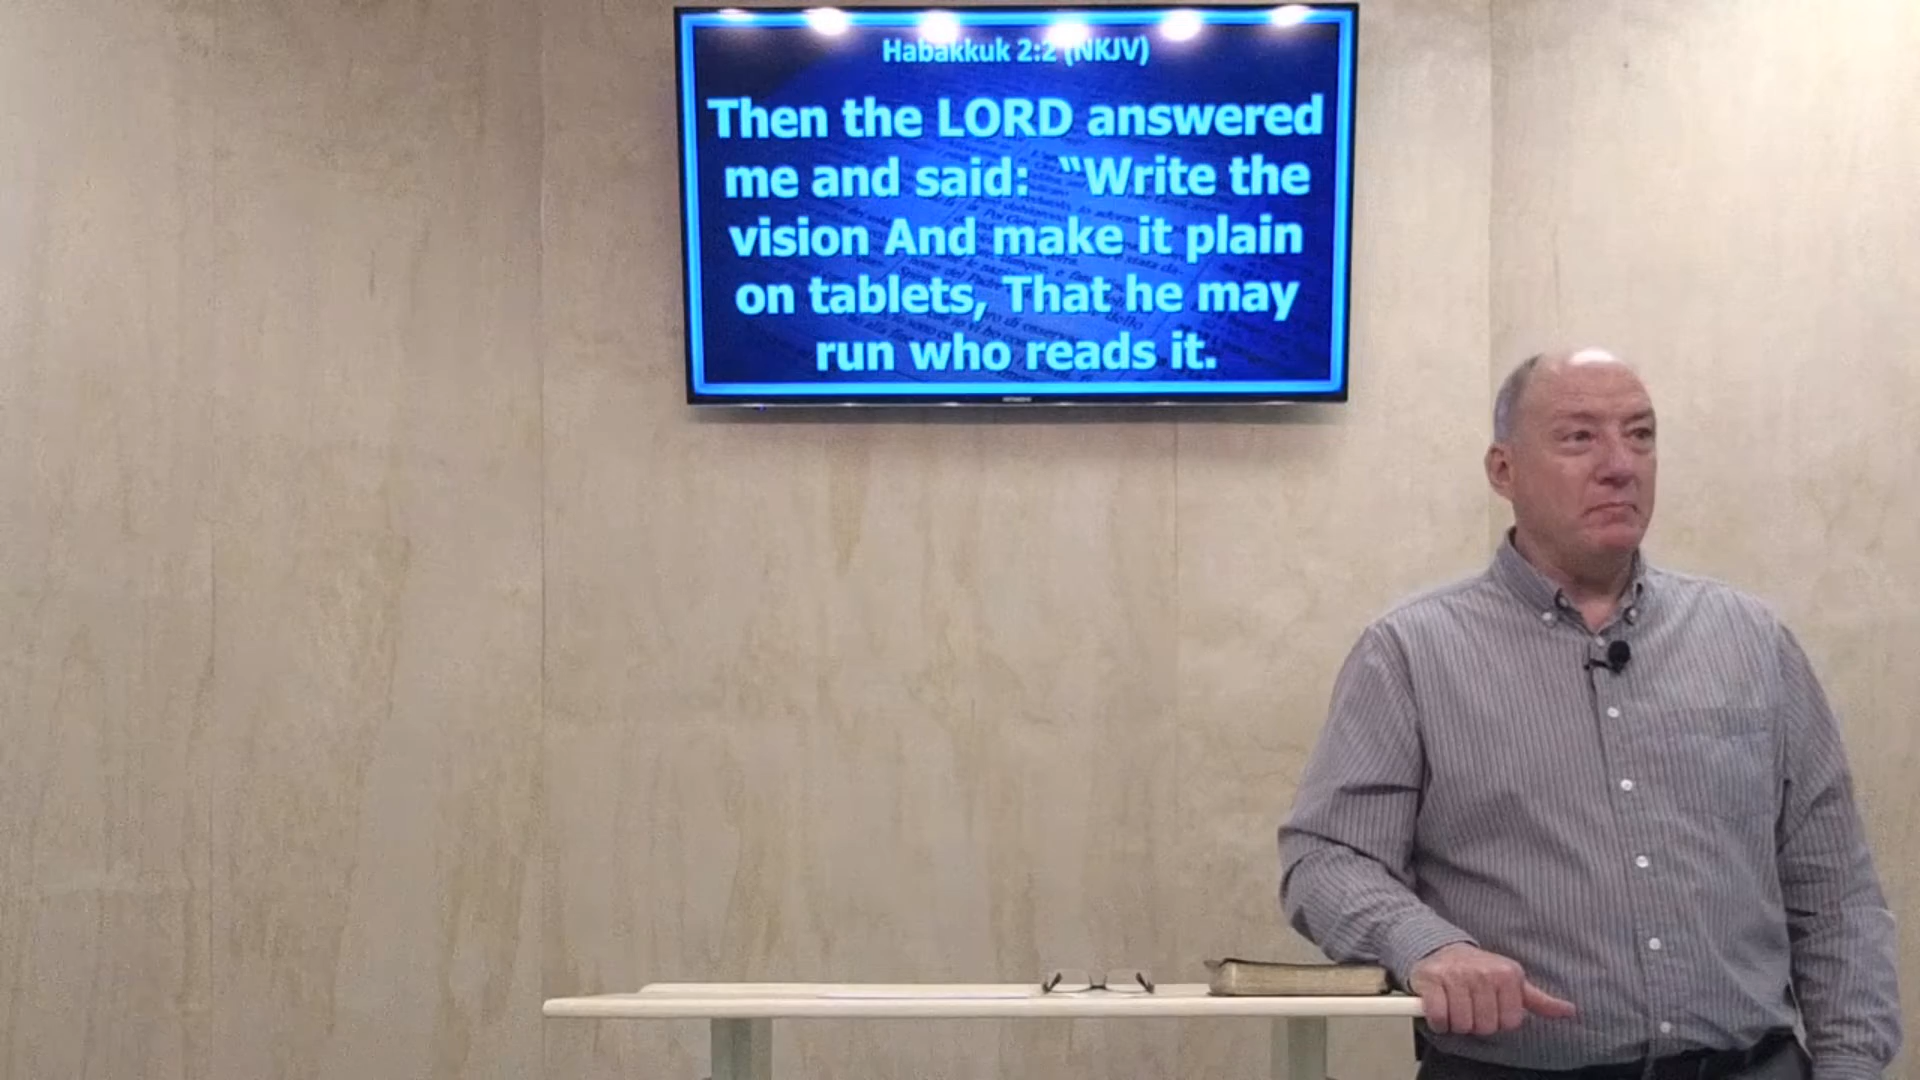 Habakkuk 2:2 (NKJV)
Then the LORD answered
me and said: “Write the
vision And make it plain
on tablets, That he may
run who reads it.